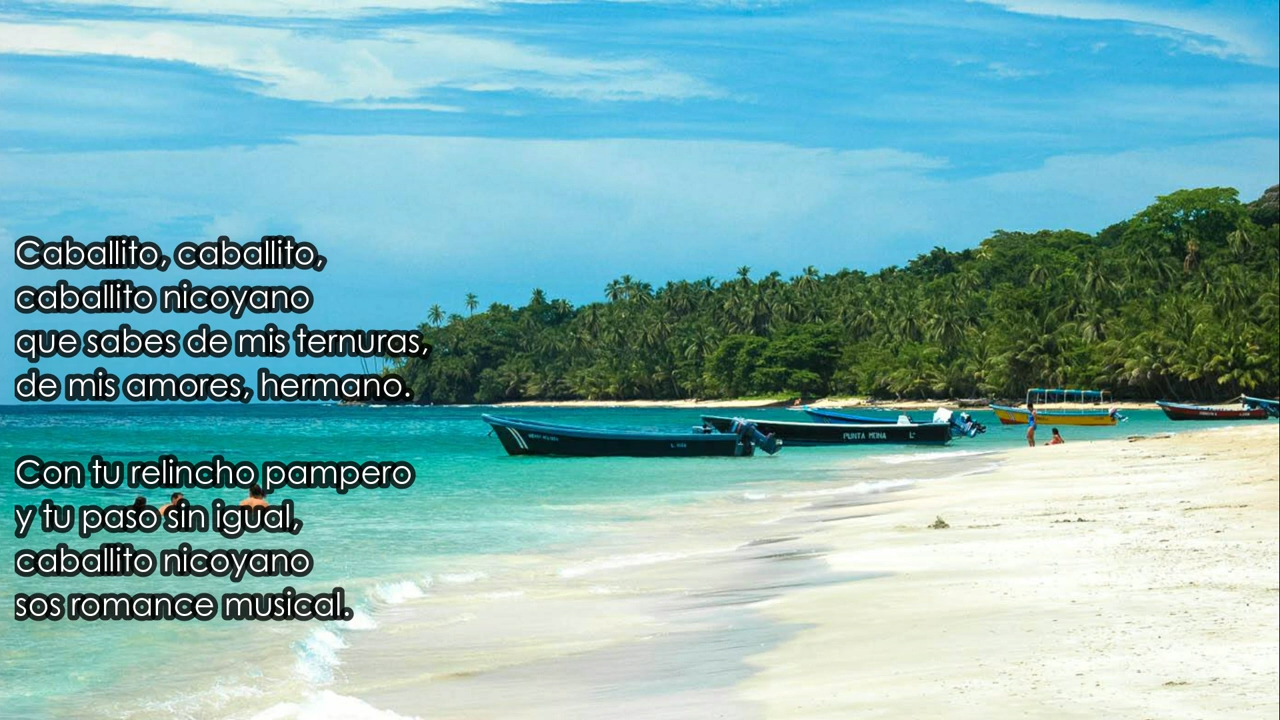 Caballito, caballito,
caballito nicoyano
que sabes de mis ternuras,
de mis amores, hermano.
Con tu relincho pampero
y tu paso sin igual,
caballito nicoyano
sos romance musical.
PUNTA MONA